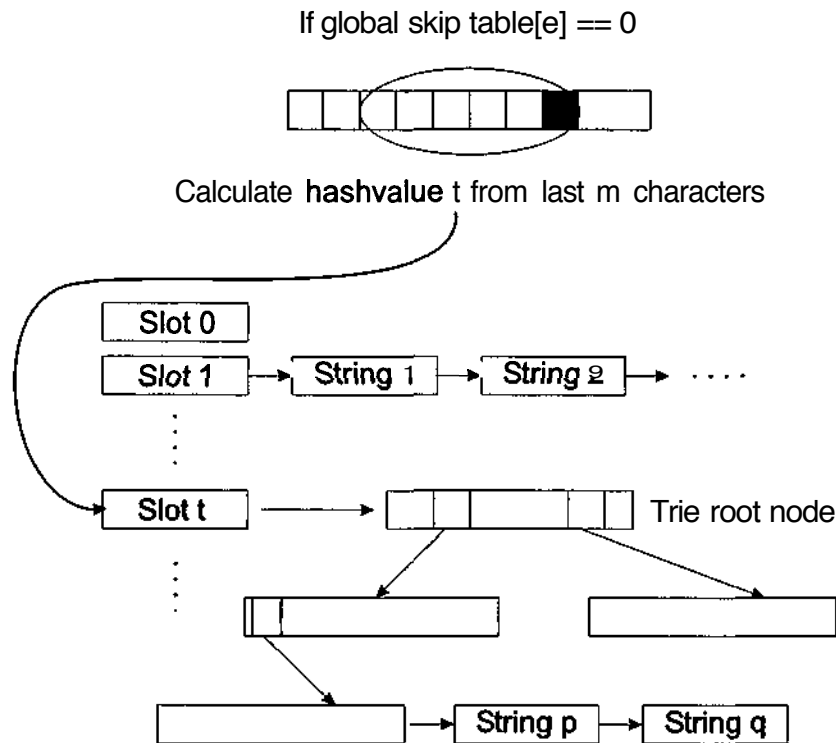 If global skip table[e] == 0
Calculate hashvalue t from last m characters
Slot 0
Slot 1
String 1
String 2
Slot t
Trie root node
String p
String q